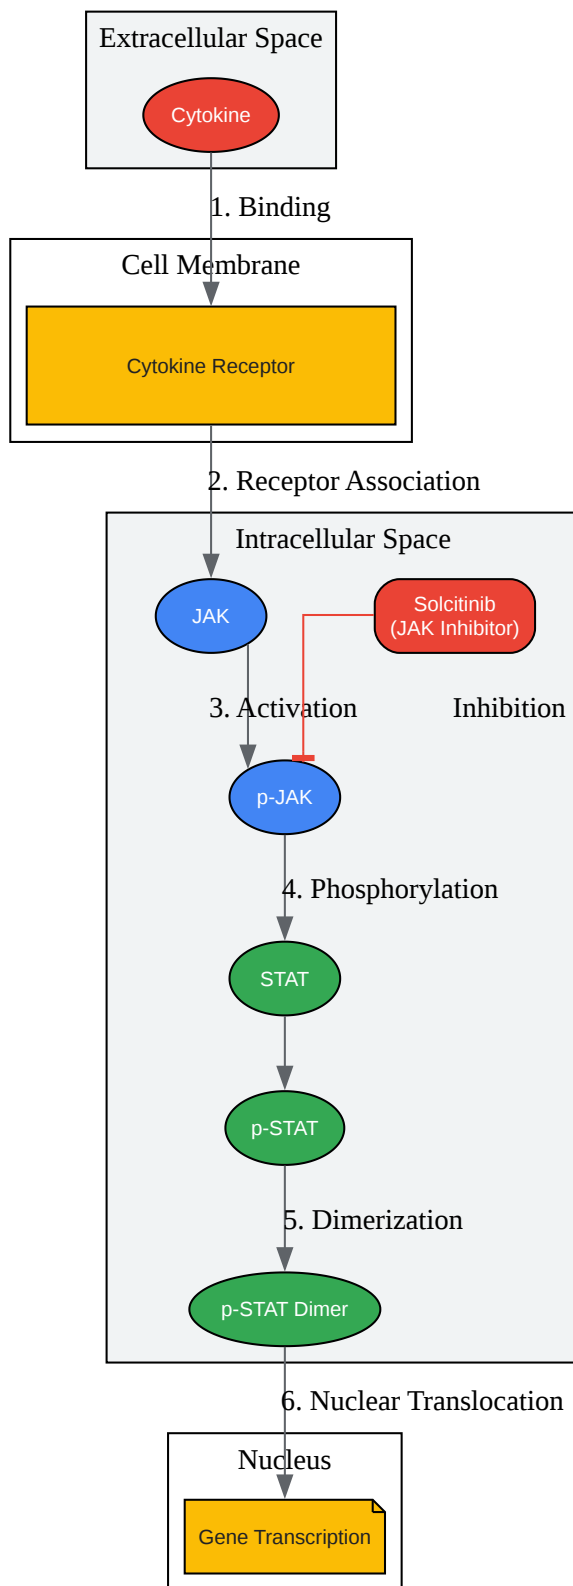 Extracellular Space
Cytokine
1. Binding
Cell Membrane
Cytokine Receptor
2. Receptor Association
Intracellular Space
JAK
Solcitinib
(JAK Inhibitor)
3. Activation
Inhibition
p-JAK
4. Phosphorylation
STAT
p-STAT
5. Dimerization
p-STAT Dimer
6. Nuclear Translocation
Nucleus
Gene Transcription